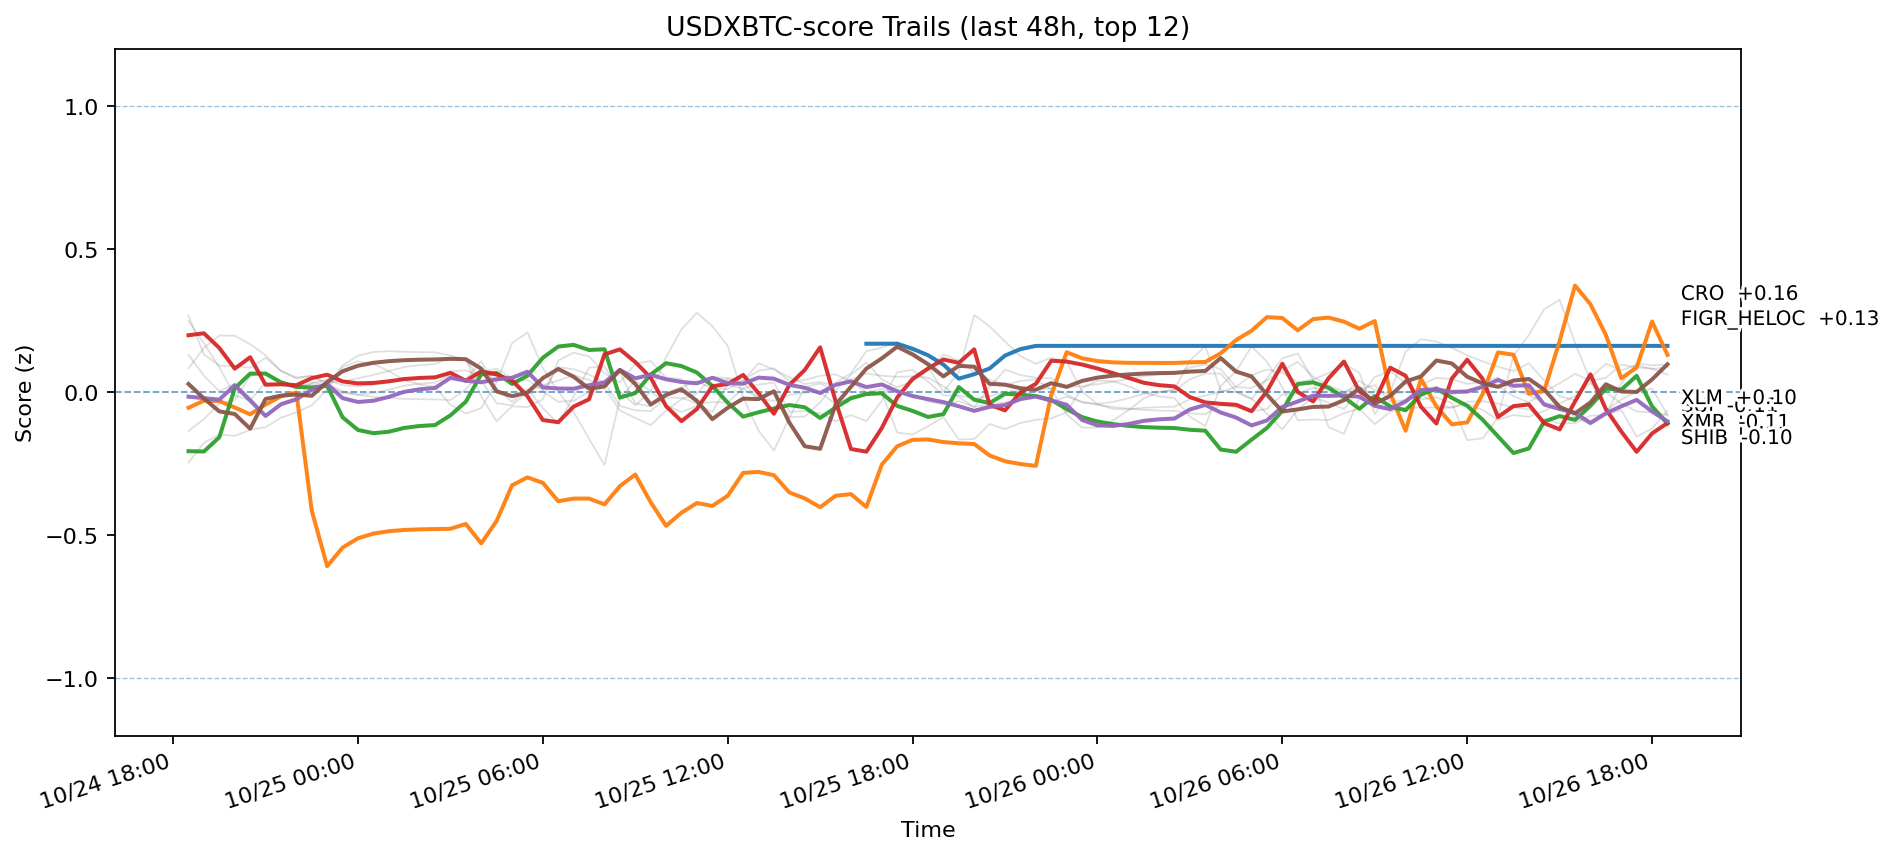 USDXBTC-score Trails (last 48h, top 12)
Score (z)
1.0
0.5
0.0
−0.5
−1.0
CRO +0.16
FIGR_HELOC +0.13
XLM +0.10
XMR -0.11
SHIB -0.10
10/24 18:00
10/25 00:00
10/25 06:00
10/25 12:00
10/25 18:00
10/26 00:00
10/26 06:00
10/26 12:00
10/26 18:00
Time